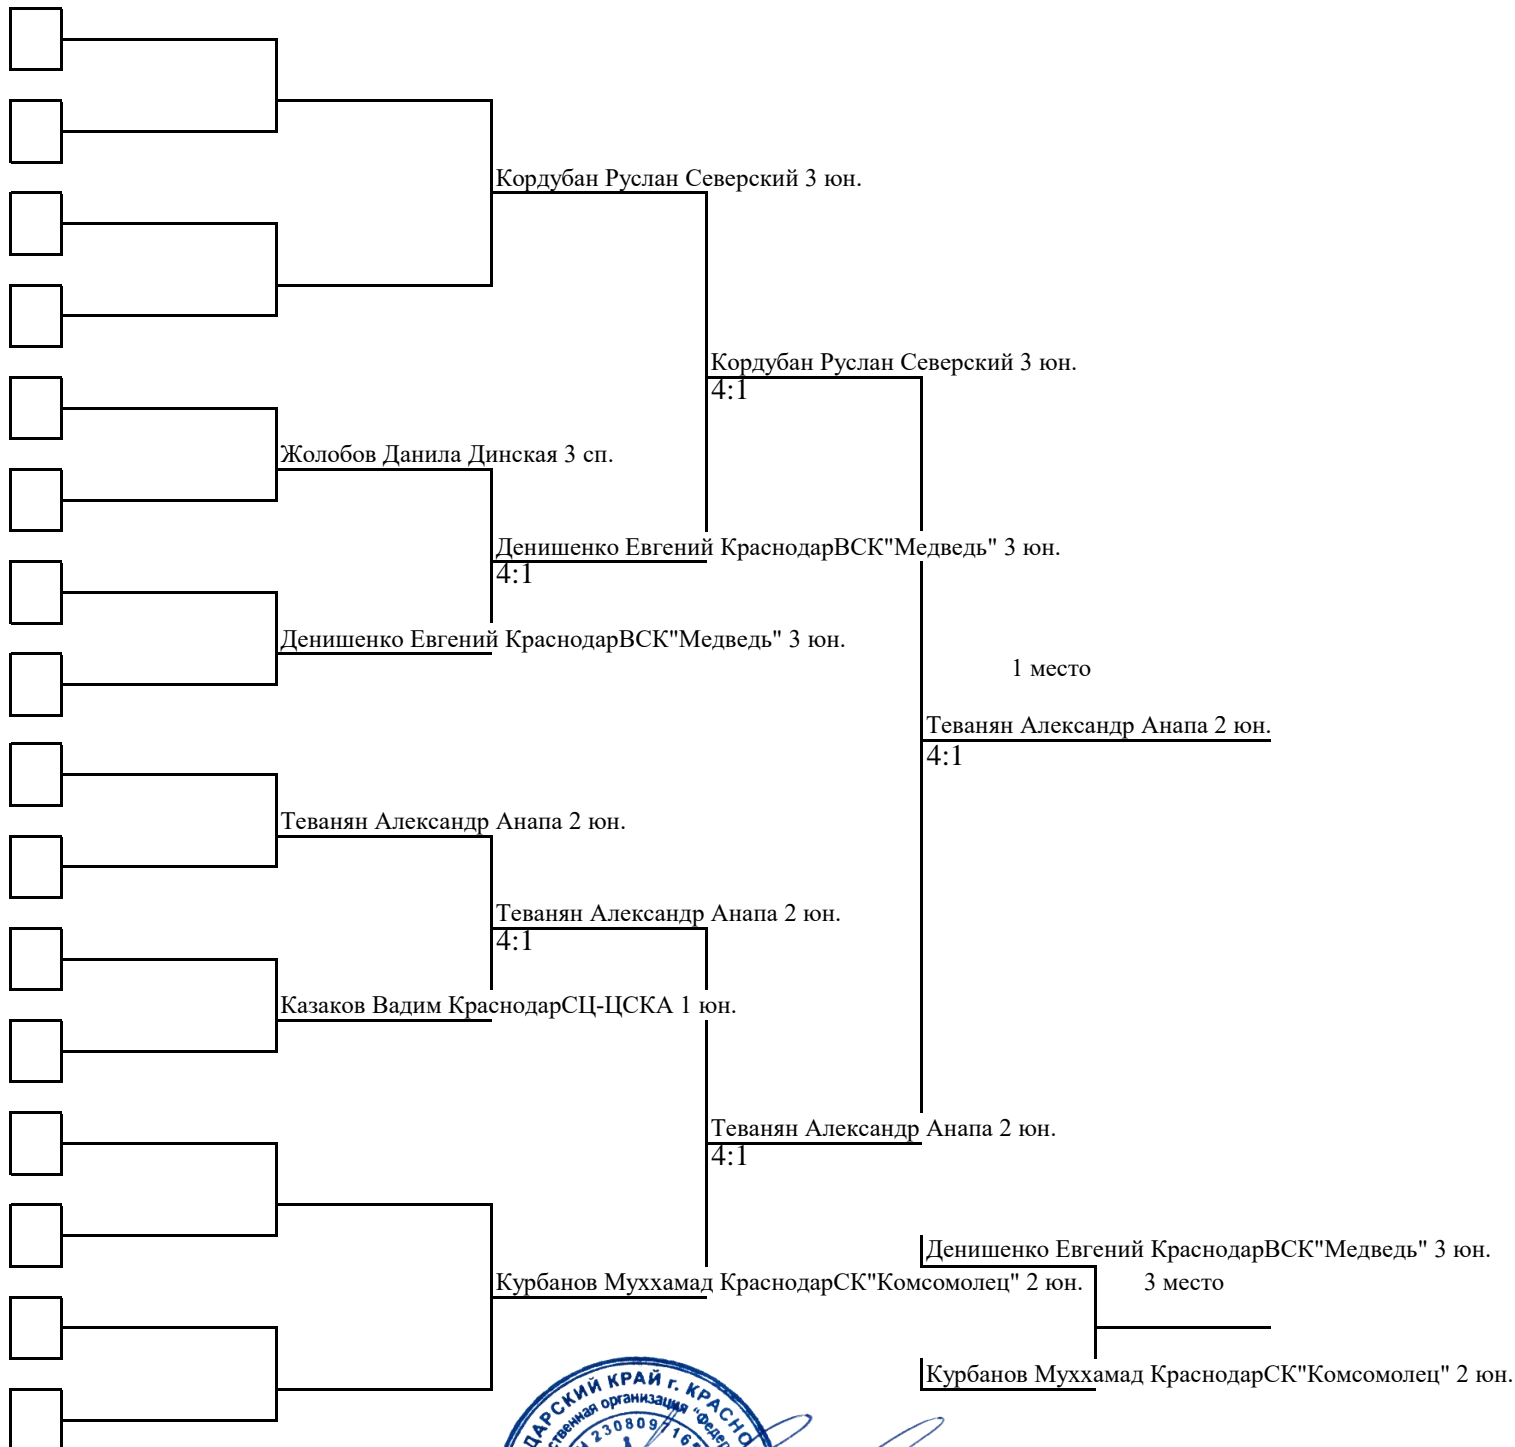 Кордубан Руслан Северский 3 юн.
Кордубан Руслан Северский 3 юн.
4:1
Жолобов Данила Динская 3 сп.
Денишенко Евгений КраснодарВСК"Медведь" 3 юн.
4:1
Денишенко Евгений КраснодарВСК"Медведь" 3 юн.
1 место
Теванян Александр Анапа 2 юн.
4:1
Теванян Александр Анапа 2 юн.
Теванян Александр Анапа 2 юн.
4:1
Казаков Вадим КраснодарСЦ-ЦСКА 1 юн.
Теванян Александр Анапа 2 юн.
4:1
Денишенко Евгений КраснодарВСК"Медведь" 3 юн.
Курбанов Муххамад КраснодарСК"Комсомолец" 2 юн.
3 место
Курбанов Муххамад КраснодарСК"Комсомолец" 2 юн.
КРАЙ г.
организация